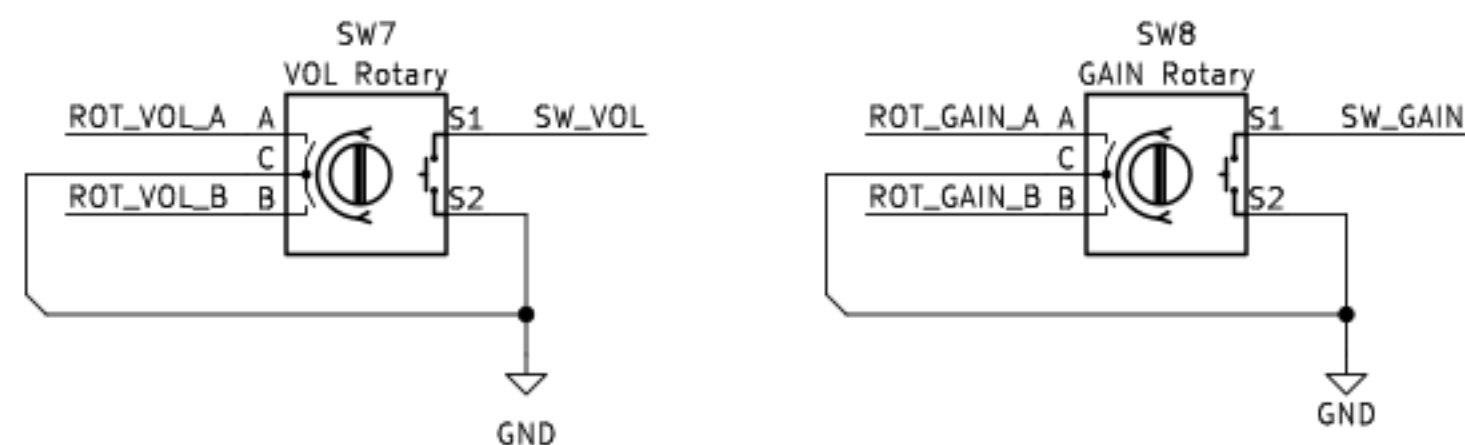 SW7
VOL Rotary
ROT_VOL_A A S1 SW_VOL
C
ROT_VOL_B B S2
GND
SW8
GAIN Rotary
ROT_GAIN_A A S1 SW_GAIN
C
ROT_GAIN_B B S2
GND